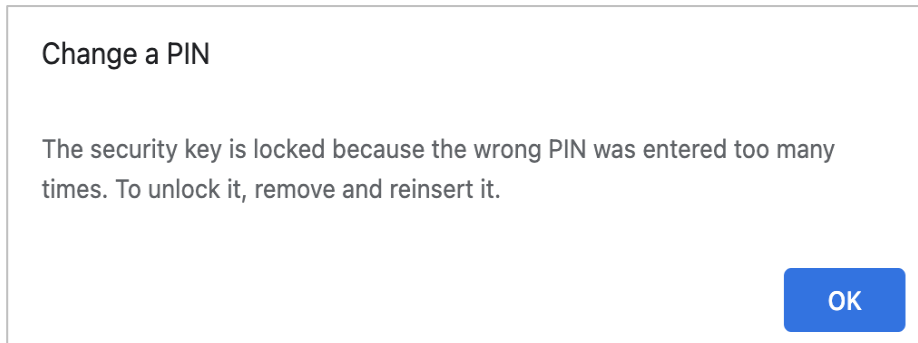 Change a PIN
The security key is locked because the wrong PIN was entered too many
times. To unlock it, remove and reinsert it.
OK